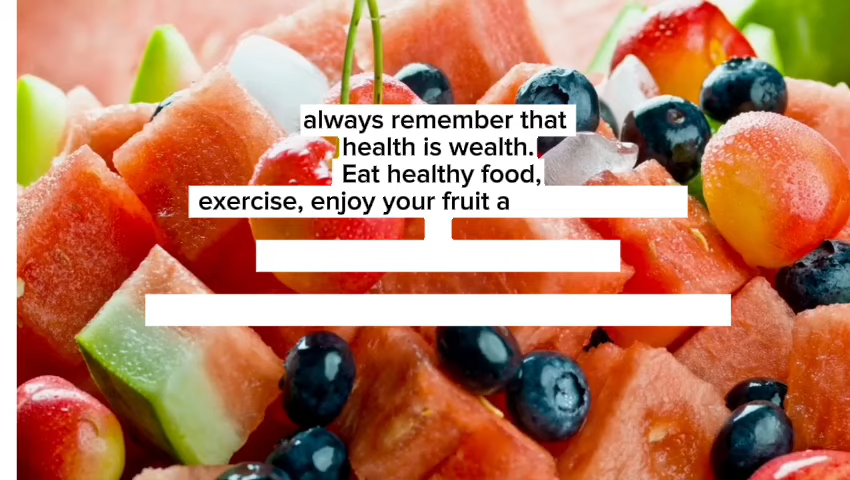 always remember that
health is wealth.
Eat healthy food,
exercise, enjoy your fruit a